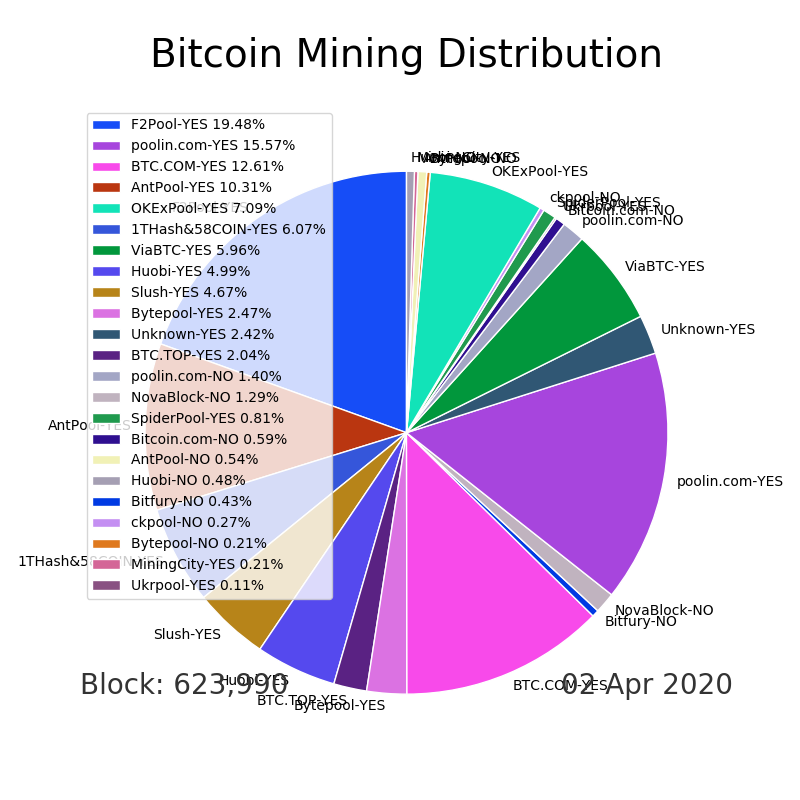 Bitcoin Mining Distribution
F2Pool-YES 19.48%
poolin.com-YES 15.57%
BTC.COM-YES 12.61%
AntPool-YES 10.31%
OKExPool-YES 7.09%
1THash&58COIN-YES 6.07%
ViaBTC-YES 5.96%
Huobi-YES 4.99%
Slush-YES 4.67%
Bytepool-YES 2.47%
Unknown-YES 2.42%
BTC.TOP-YES 2.04%
poolin.com-NO 1.40%
NovaBlock-NO 1.29%
SpiderPool-YES 0.81%
Bitcoin.com-NO 0.59%
AntPool-NO 0.54%
Huobi-NO 0.48%
Bitfury-NO 0.43%
ckpool-NO 0.27%
Bytepool-NO 0.21%
MiningCity-YES 0.21%
Ukrpool-YES 0.11%
OKExPool-YES
ckpool-NO
SpiderPool-YES
Bitcoin.com-NO
poolin.com-NO
ViaBTC-YES
Unknown-YES
poolin.com-YES
NovaBlock-NO
Bitfury-NO
BTC.COM-YES
Bytepool-YES
BTC.TOP-YES
Huobi-YES
Slush-YES
1THash&58COIN-YES
AntPool-YES
Block: 623,990
02 Apr 2020